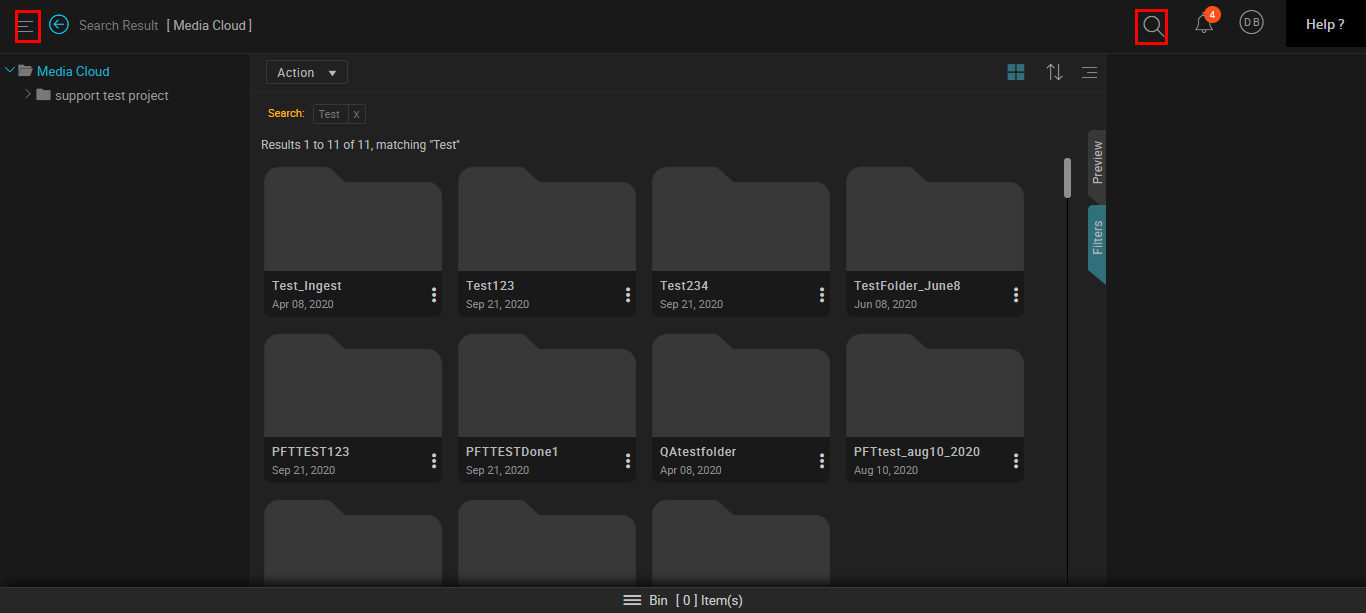 Search Result [ Media Cloud ]
4
D B
Help ?
Media Cloud
support test project
Action
Search: Test X
Results 1 to 11 of 11, matching "Test"
Preview
Filters
Test_Ingest
Apr 08, 2020
Test123
Sep 21, 2020
Test234
Sep 21, 2020
TestFolder_June8
Jun 08, 2020
PFTTEST123
Sep 21, 2020
PFTTESTDone1
Sep 21, 2020
QAtestfolder
Apr 08, 2020
PFTtest_aug10_2020
Aug 10, 2020
Bin [ 0 ] Item(s)